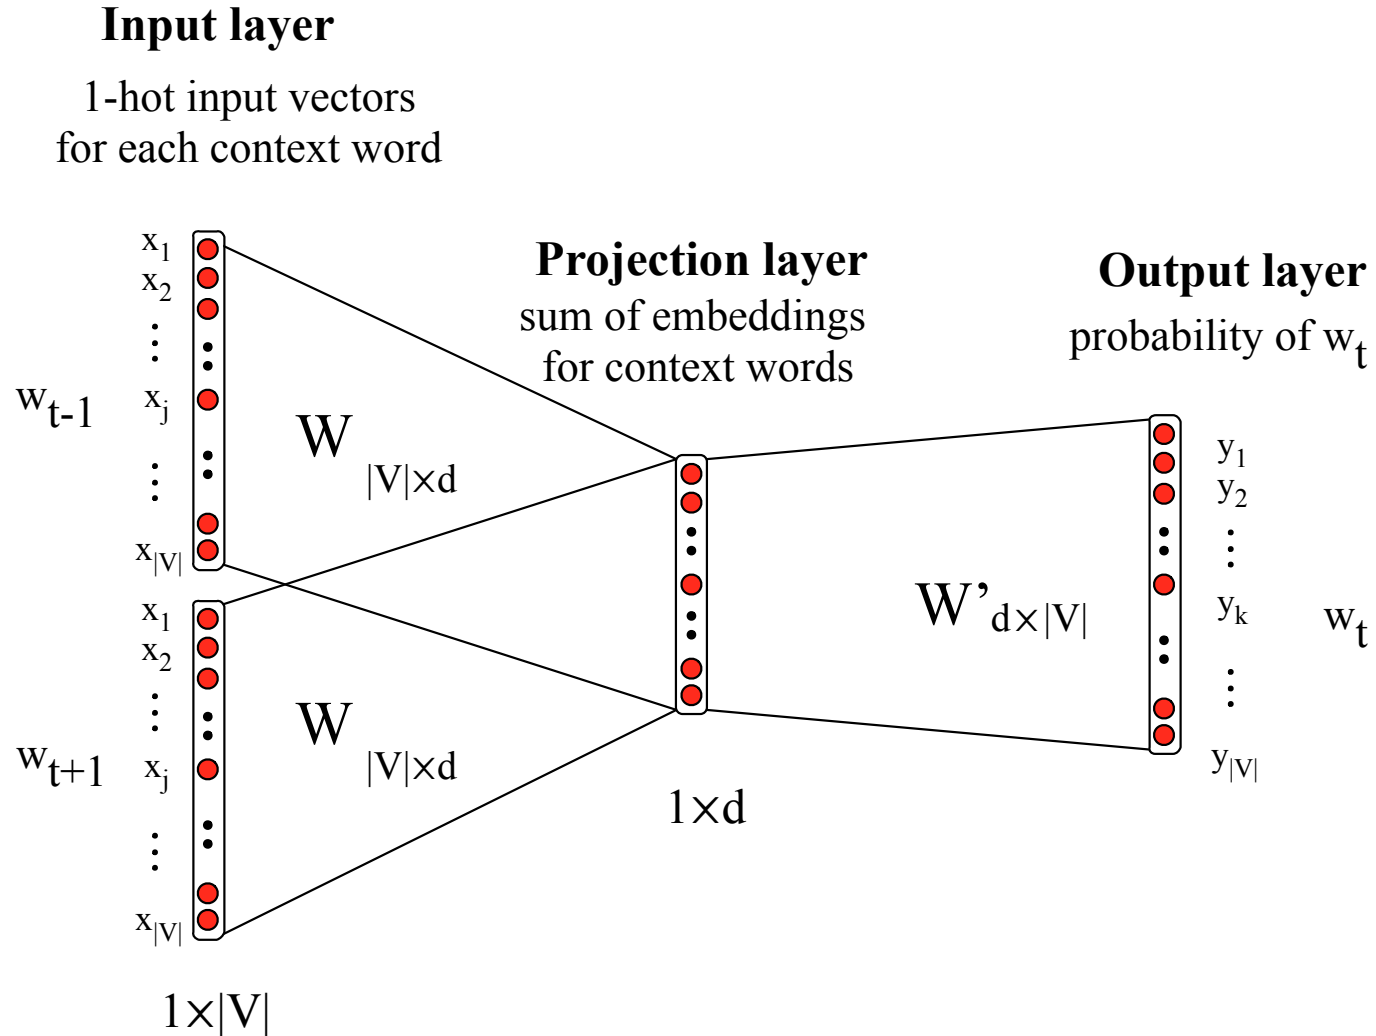 Input layer
1-hot input vectors
for each context word
Projection layer
sum of embeddings
for context words
Output layer
probability of wt
wt-1
x1
x2
⋮
xj
⋮
x|V|
W|V|×d
wt+1
x1
x2
⋮
xj
⋮
x|V|
W|V|×d
1×|V|
1×d
W’d×|V|
y1
y2
⋮
yk
⋮
y|V|
wt